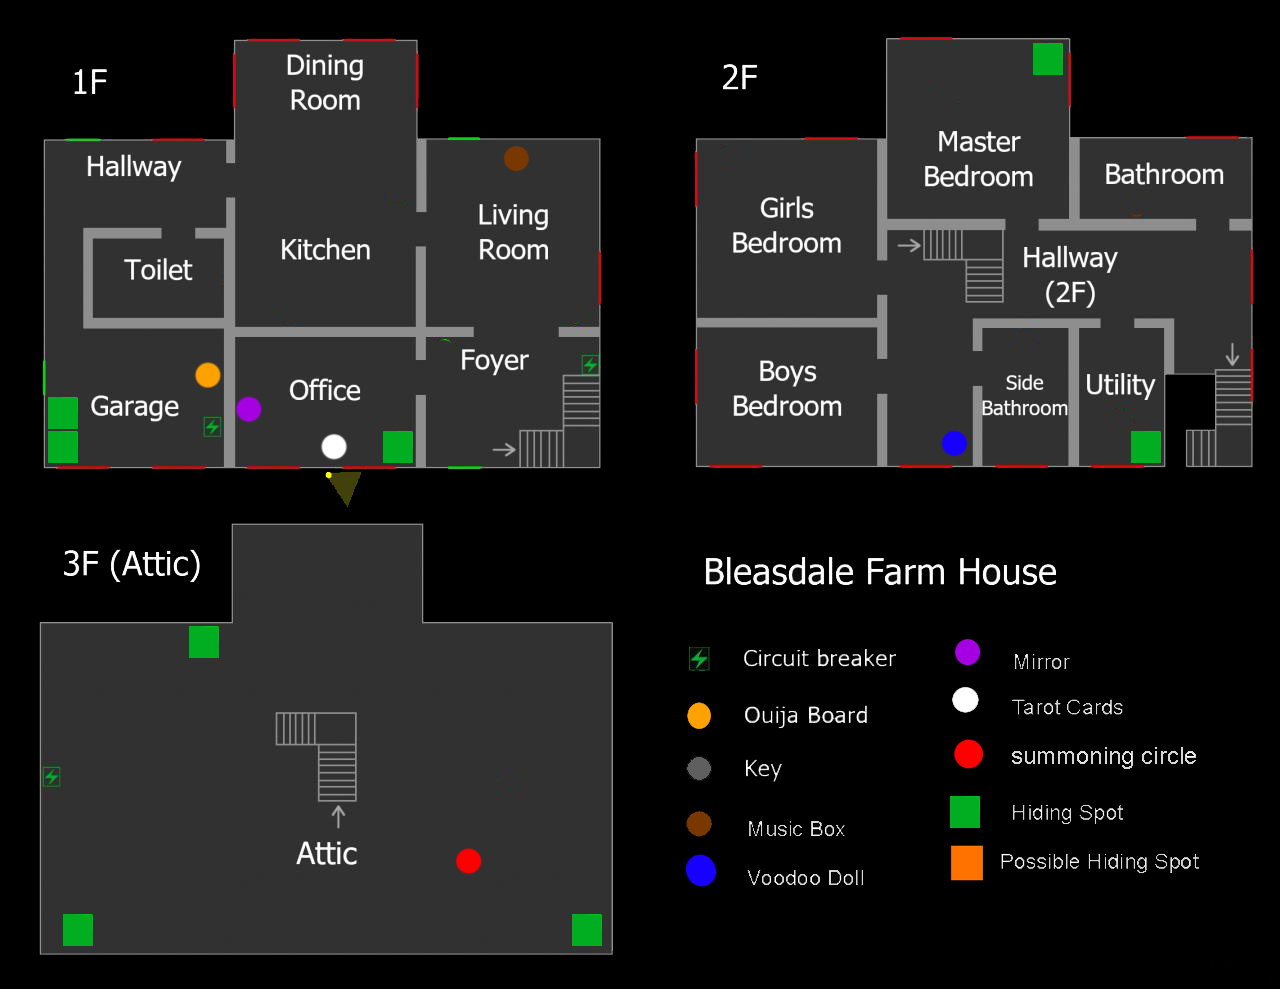 1F
Dining
Room
Hallway
Living
Room
Kitchen
Toilet
Foyer
Office
Garage
2F
Master
Bedroom
Bathroom
Girls
Bedroom
Hallway
(2F)
Boys
Bedroom
Side
Bathroom
Utility
3F (Attic)
Attic
Bleasdale Farm House
Circuit breaker
Ouija Board
Key
Music Box
Voodoo Doll
Mirror
Tarot Cards
summoning circle
Hiding Spot
Possible Hiding Spot